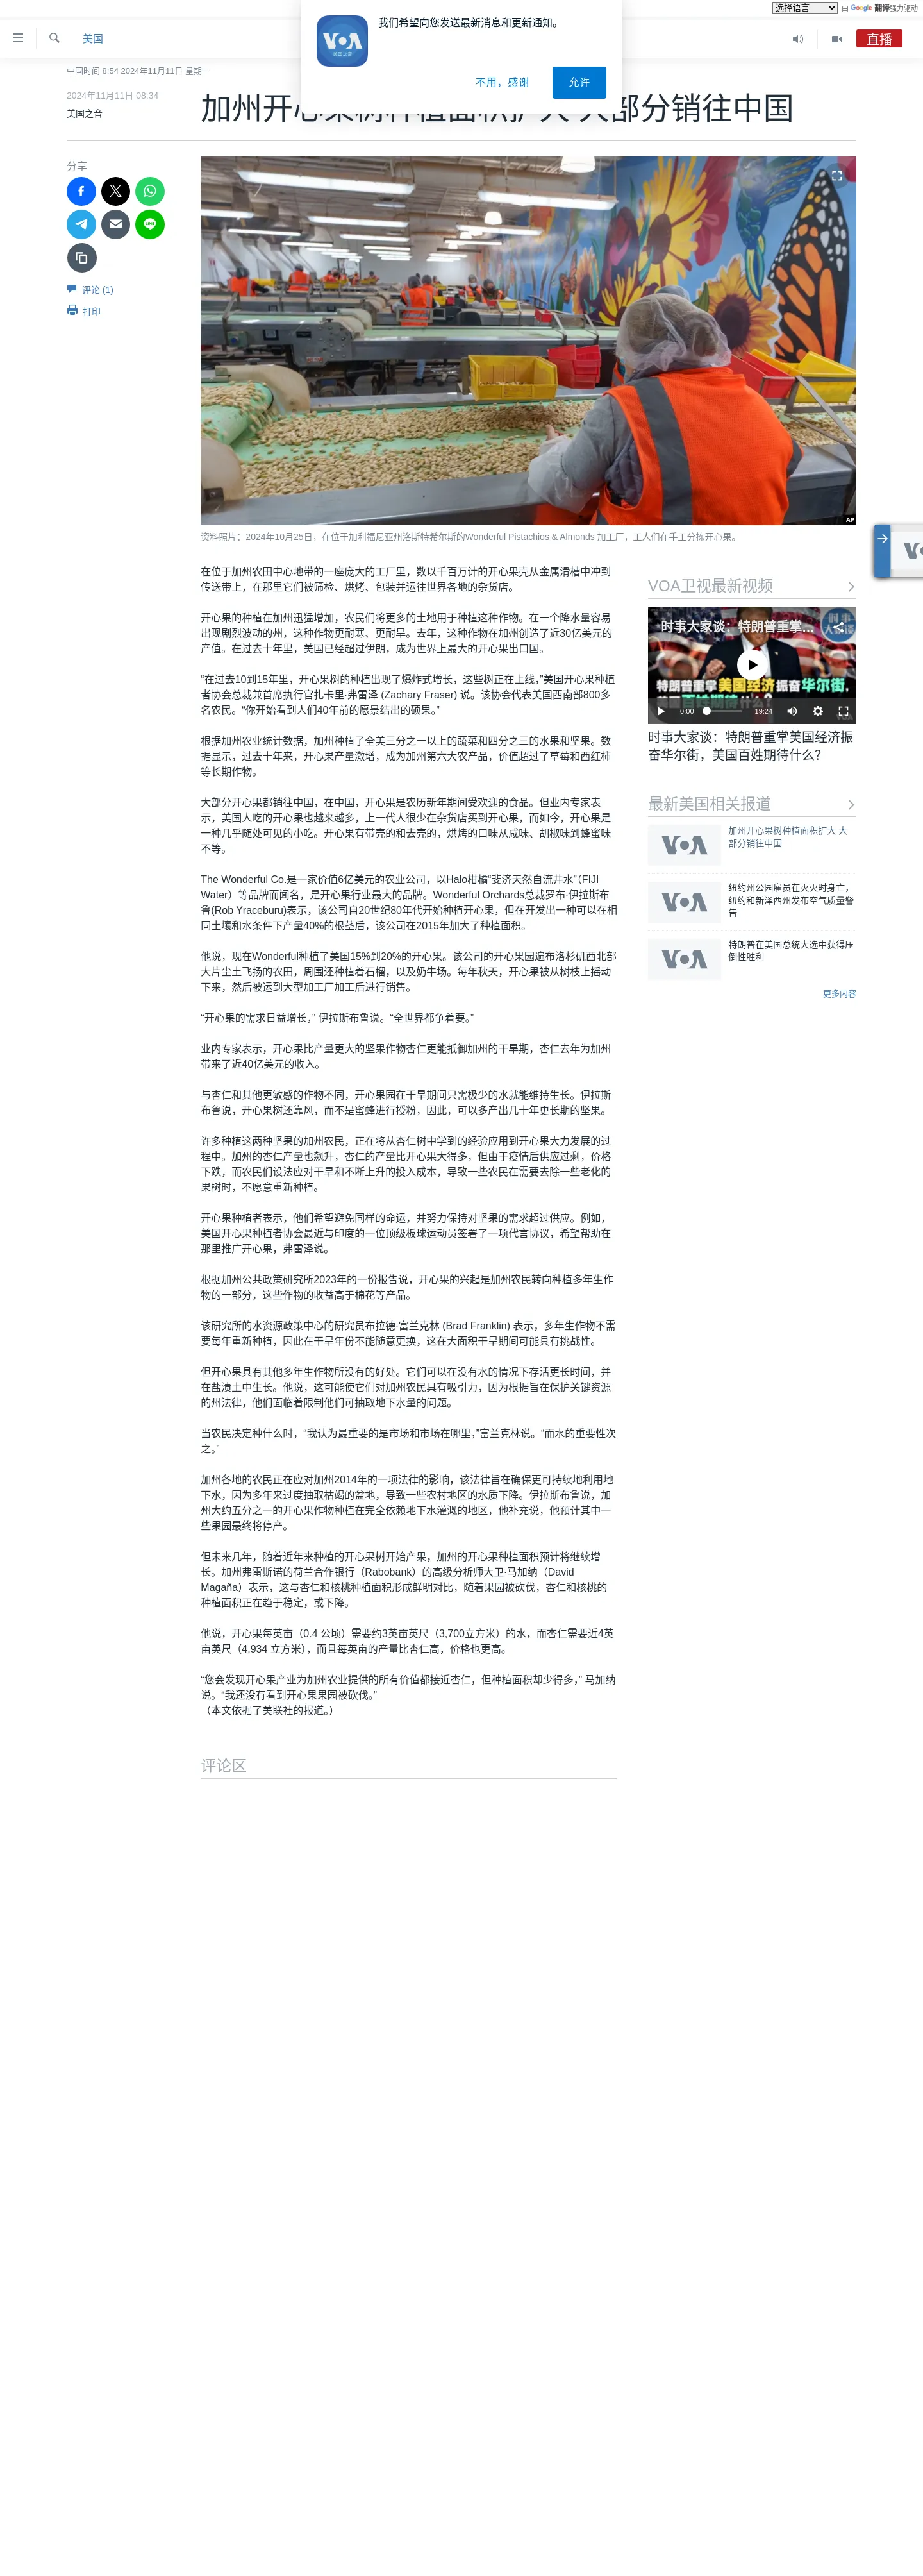 选择语言
由 Google 翻译强力驱动
我们希望向您发送最新消息和更新通知。
不用，感谢
允许
VOA
美国之音
美国
直播
中国时间 8:54 2024年11月11日 星期一
2024年11月11日 08:34
美国之音
大部分销往中国
分享
评论 (1)
打印
AP
资料照片：2024年10月25日，在位于加利福尼亚州洛斯特希尔斯的Wonderful Pistachios & Almonds 加工厂，工人们在手工分拣开心果。
在位于加州农田中心地带的一座庞大的工厂里，数以千百万计的开心果壳从金属滑槽中冲到
传送带上，在那里它们被筛检、烘烤、包装并运往世界各地的杂货店。
开心果的种植在加州迅猛增加，农民们将更多的土地用于种植这种作物。在一个降水量容易
出现剧烈波动的州，这种作物更耐寒、更耐旱。去年，这种作物在加州创造了近30亿美元的
产值。在过去十年里，美国已经超过伊朗，成为世界上最大的开心果出口国。
“在过去10到15年里，开心果树的种植出现了爆炸式增长，这些树正在上线，”美国开心果种植
者协会总裁兼首席执行官扎卡里·弗雷泽 (Zachary Fraser) 说。该协会代表美国西南部800多
名农民。“你开始看到人们40年前的愿景结出的硕果。”
根据加州农业统计数据，加州种植了全美三分之一以上的蔬菜和四分之三的水果和坚果。数
据显示，过去十年来，开心果产量激增，成为加州第六大农产品，价值超过了草莓和西红柿
等长期作物。
大部分开心果都销往中国，在中国，开心果是农历新年期间受欢迎的食品。但业内专家表
示，美国人吃的开心果也越来越多，上一代人很少在杂货店买到开心果，而如今，开心果是
一种几乎随处可见的小吃。开心果有带壳的和去壳的，烘烤的口味从咸味、胡椒味到蜂蜜味
不等。
The Wonderful Co.是一家价值6亿美元的农业公司，以Halo柑橘“斐济天然自流井水”（FIJI
Water）等品牌而闻名，是开心果行业最大的品牌。Wonderful Orchards总裁罗布·伊拉斯布
鲁(Rob Yraceburu)表示，该公司自20世纪80年代开始种植开心果，但在开发出一种可以在相
同土壤和水条件下产量40%的根茎后，该公司在2015年加大了种植面积。
他说，现在Wonderful种植了美国15%到20%的开心果。该公司的开心果园遍布洛杉矶西北部
大片尘土飞扬的农田，周围还种植着石榴，以及奶牛场。每年秋天，开心果被从树枝上摇动
下来，然后被运到大型加工厂加工后进行销售。
“开心果的需求日益增长，” 伊拉斯布鲁说。“全世界都争着要。”
业内专家表示，开心果比产量更大的坚果作物杏仁更能抵御加州的干旱期，杏仁去年为加州
带来了近40亿美元的收入。
与杏仁和其他更敏感的作物不同，开心果园在干旱期间只需极少的水就能维持生长。伊拉斯
布鲁说，开心果树还靠风，而不是蜜蜂进行授粉，因此，可以多产出几十年更长期的坚果。
许多种植这两种坚果的加州农民，正在将从杏仁树中学到的经验应用到开心果大力发展的过
程中。加州的杏仁产量也飙升，杏仁的产量比开心果大得多，但由于疫情后供应过剩，价格
下跌，而农民们设法应对干旱和不断上升的投入成本，导致一些农民在需要去除一些老化的
果树时，不愿意重新种植。
开心果种植者表示，他们希望避免同样的命运，并努力保持对坚果的需求超过供应。例如，
美国开心果种植者协会最近与印度的一位顶级板球运动员签署了一项代言协议，希望帮助在
那里推广开心果，弗雷泽说。
根据加州公共政策研究所2023年的一份报告说，开心果的兴起是加州农民转向种植多年生作
物的一部分，这些作物的收益高于棉花等产品。
该研究所的水资源政策中心的研究员布拉德·富兰克林 (Brad Franklin) 表示，多年生作物不需
要每年重新种植，因此在干旱年份不能随意更换，这在大面积干旱期间可能具有挑战性。
但开心果具有其他多年生作物所没有的好处。它们可以在没有水的情况下存活更长时间，并
在盐渍土中生长。他说，这可能使它们对加州农民具有吸引力，因为根据旨在保护关键资源
的州法律，他们面临着限制他们可抽取地下水量的问题。
当农民决定种什么时，“我认为最重要的是市场和市场在哪里，”富兰克林说。“而水的重要性次
之。”
加州各地的农民正在应对加州2014年的一项法律的影响，该法律旨在确保更可持续地利用地
下水，因为多年来过度抽取枯竭的盆地，导致一些农村地区的水质下降。伊拉斯布鲁说，加
州大约五分之一的开心果作物种植在完全依赖地下水灌溉的地区，他补充说，他预计其中一
些果园最终将停产。
但未来几年，随着近年来种植的开心果树开始产果，加州的开心果种植面积预计将继续增
长。加州弗雷斯诺的荷兰合作银行（Rabobank）的高级分析师大卫·马加纳（David
Magaña）表示，这与杏仁和核桃种植面积形成鲜明对比，随着果园被砍伐，杏仁和核桃的
种植面积正在趋于稳定，或下降。
他说，开心果每英亩（0.4 公顷）需要约3英亩英尺（3,700立方米）的水，而杏仁需要近4英
亩英尺（4,934 立方米），而且每英亩的产量比杏仁高，价格也更高。
“您会发现开心果产业为加州农业提供的所有价值都接近杏仁，但种植面积却少得多，” 马加纳
说。“我还没有看到开心果果园被砍伐。”
（本文依据了美联社的报道。）
评论区
VOA卫视最新视频
时事大家谈：特朗普重掌...
特朗普重掌美国经济振奋华尔街，
0:00
19:24
时事大家谈：特朗普重掌美国经济振
奋华尔街，美国百姓期待什么？
最新美国相关报道
VOA
加州开心果树种植面积扩大 大
部分销往中国
VOA
纽约州公园雇员在灭火时身亡，
纽约和新泽西州发布空气质量警
告
VOA
特朗普在美国总统大选中获得压
倒性胜利
更多内容